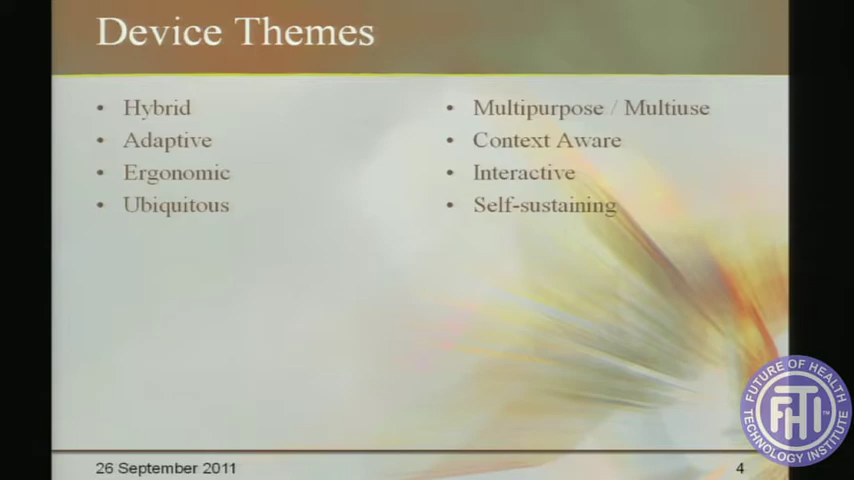 Device Themes
• Hybrid
• Adaptive
• Ergonomic
• Ubiquitous
• Multipurpose / Multiuse
• Context Aware
• Interactive
• Self-sustaining
26 September 2011
4
FUTURE OF HEALTH
FHTI™
TECHNOLOGY INSTITUTE